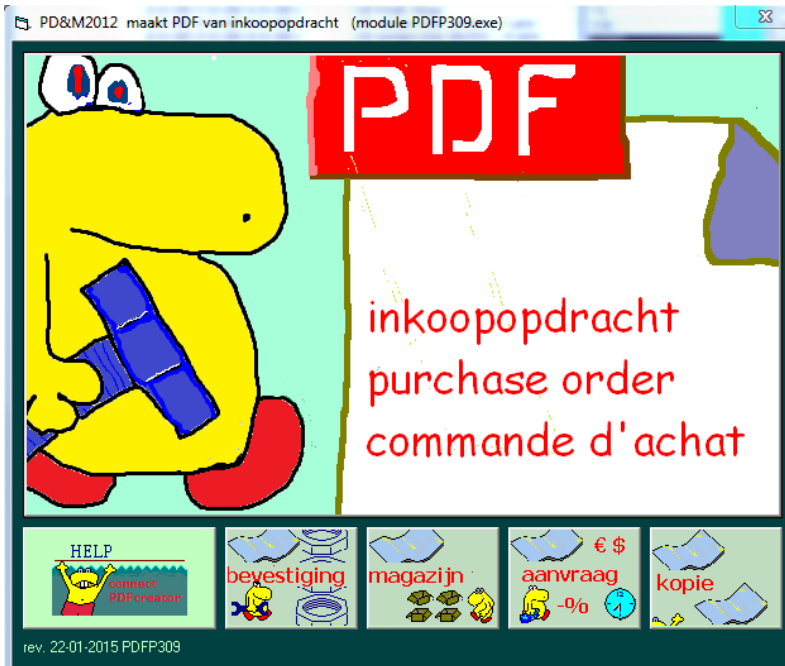 PD&M2012 maakt PDF van inkoopopdracht (module PDFP309.exe)
PDF
inkoopopdracht
purchase order
commande d'achat
HELP
connect
PDFcreator
bevestiging
magazijn
€ $
aanvraag
-%
12
kopie
rev. 22-01-2015 PDFP309